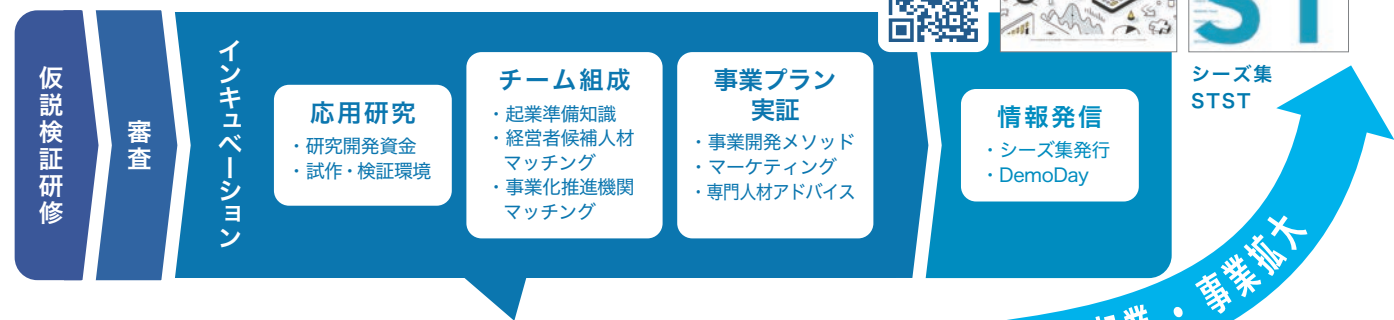 仮説検証研修
審査
インキュベーション
応用研究
・研究開発資金
・試作・検証環境
チーム組成
・起業準備知識
・経営者候補人材
マッチング
・事業化推進機関
マッチング
事業プラン
実証
・事業開発メソッド
・マーケティング
・専門人材アドバイス
情報発信
・シーズ集発行
・DemoDay
ST
シーズ集
STST
業・事業拡大